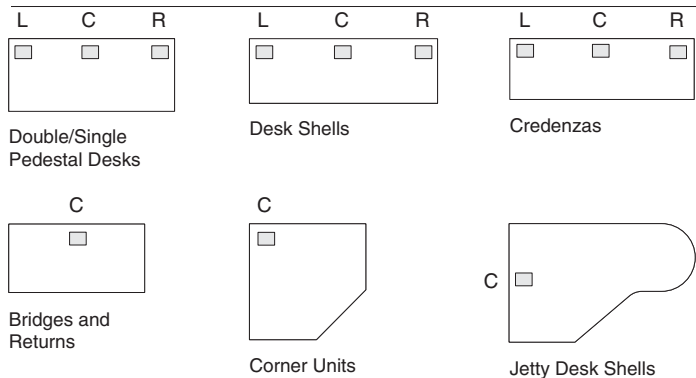 L C R
L C R
L C R
Double/Single
Pedestal Desks
Desk Shells
Credenzas
C
Bridges and
Returns
C
Corner Units
C
Jetty Desk Shells